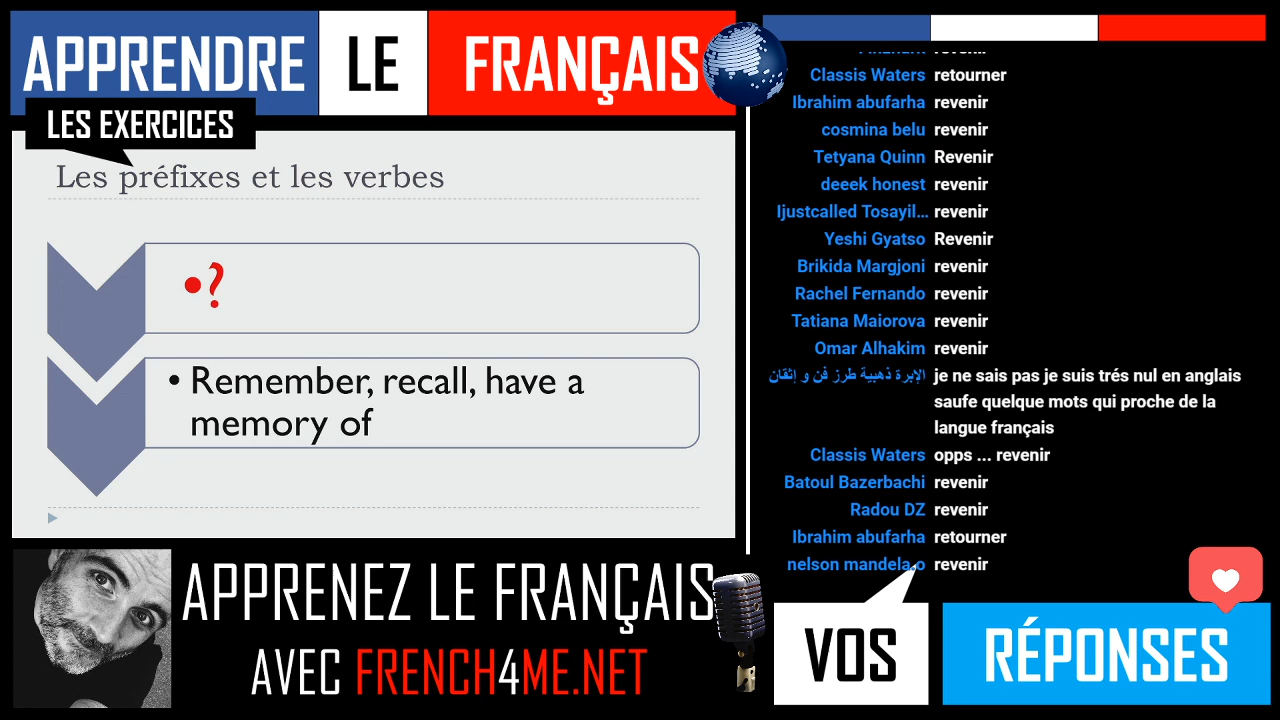 APPRENDRE LE FRANÇAIS
LES EXERCICES
Les préfixes et les verbes
•?
• Remember, recall, have a
memory of
APPRENEZ LE FRANÇAIS
AVEC FRENCH4ME.NET
revenir
Classis Waters retourner
Ibrahim abufarha revenir
cosmina belu revenir
Tetyana Quinn Revenir
deeek honest revenir
Ijustcalled Tosayil... revenir
Yeshi Gyatso Revenir
Brikida Margjoni revenir
Rachel Fernando revenir
Tatiana Maiorova revenir
Omar Alhakim revenir
الإبرة ذهبية طرز فن و إتقان je ne sais pas je suis trés nul en anglais
saufe quelque mots qui proche de la
langue français
Classis Waters opps ... revenir
Batoul Bazerbachi revenir
Radou DZ revenir
Ibrahim abufarha retourner
nelson mandela o revenir
VOS RÉPONSES